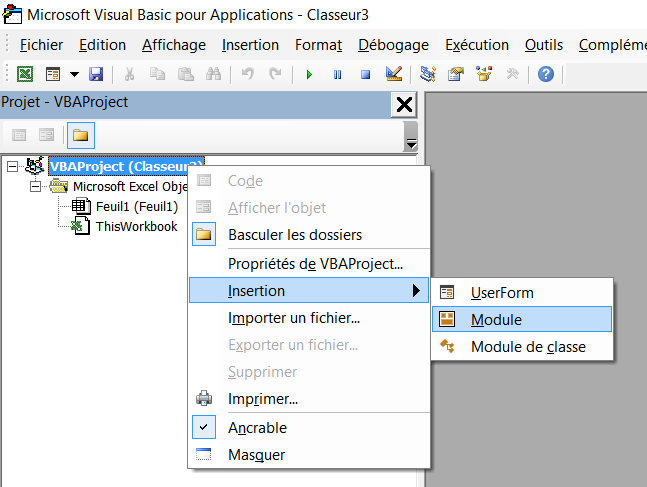 Microsoft Visual Basic pour Applications - Classeur3
Fichier Edition Affichage Insertion Format Débogage Exécution Outils Complém
Projet - VBAProject
VBAProject (Classeur3)
Microsoft Excel Obje
Feuil1 (Feuil1)
ThisWorkbook
Code
Afficher l'objet
Basculer les dossiers
Propriétés de VBAProject...
Insertion
Importer un fichier...
Exporter un fichier...
Supprimer
Imprimer...
Ancrable
Masquer
UserForm
Module
Module de classe